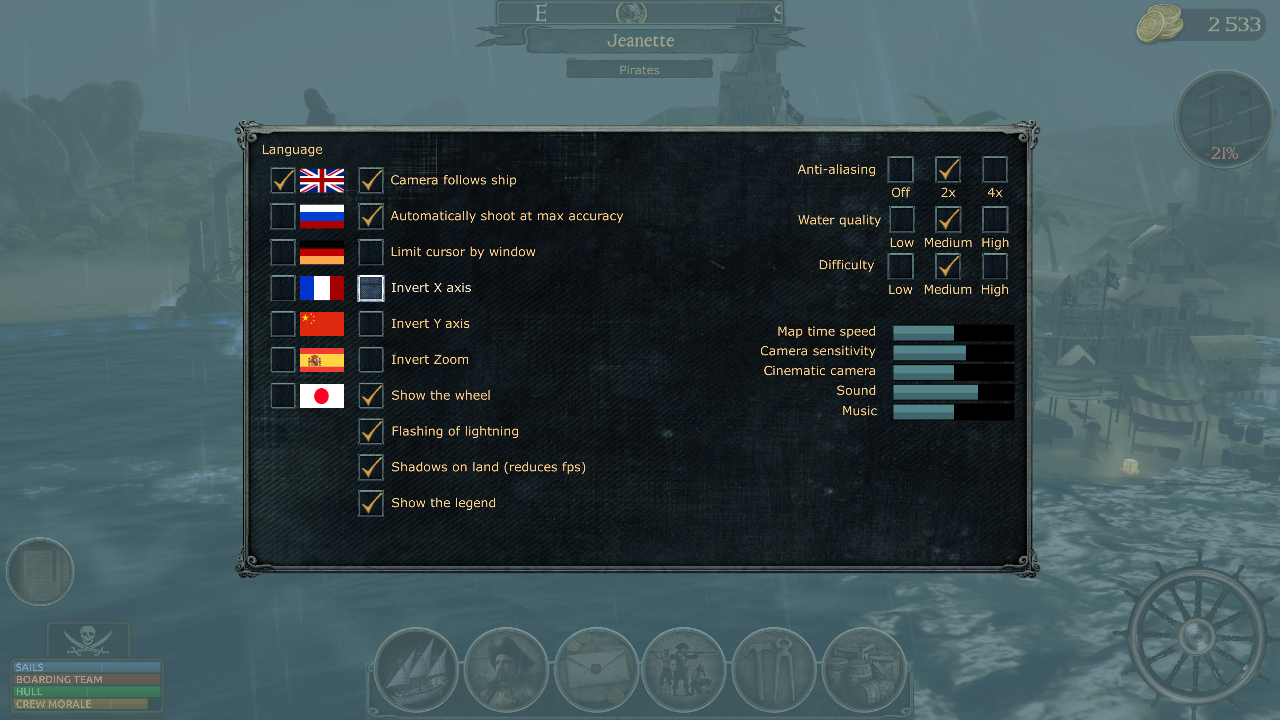 E
S
Jeanette
Pirates
2 533
-21%
Language
Camera follows ship
Automatically shoot at max accuracy
Limit cursor by window
Invert X axis
Invert Y axis
Invert Zoom
Show the wheel
Flashing of lightning
Shadows on land (reduces fps)
Show the legend
Anti-aliasing
Off 2x 4x
Water quality
Low Medium High
Difficulty
Low Medium High
Map time speed
Camera sensitivity
Cinematic camera
Sound
Music
SAILS
BOARDING TEAM
HULL
CREW MORALE